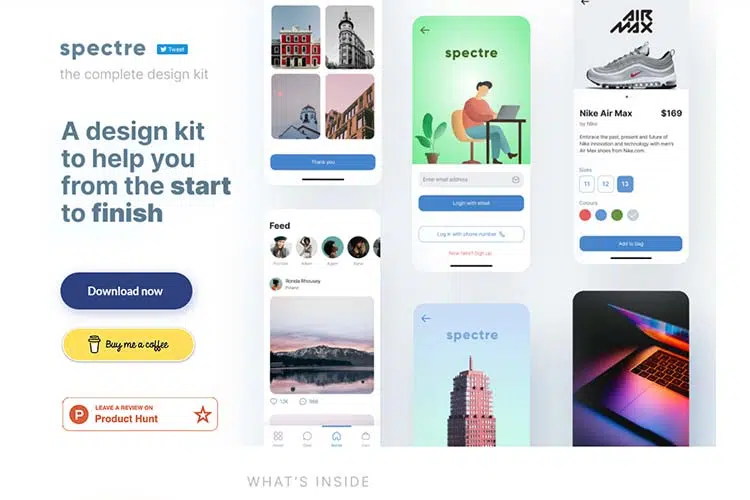 spectre
Tweet
the complete design kit
A design kit
to help you
from the start
to finish
Download now
Buy me a coffee
P
LEAVE A REVIEW ON
Product Hunt
Thank you
Feed
Ronda Rhousey
12K
998
Home
spectre
Enter email address
Login with email
Log in with phone number
New here? Sign up
AIR
MAX
Nike Air Max
$169
by Nike
Embrace the past, present and future of
Nike innovation and technology with men's
Air Max shoes from Nike.com.
Sizes
11
12
13
Colours
Add to bag
spectre
WHAT'S INSIDE